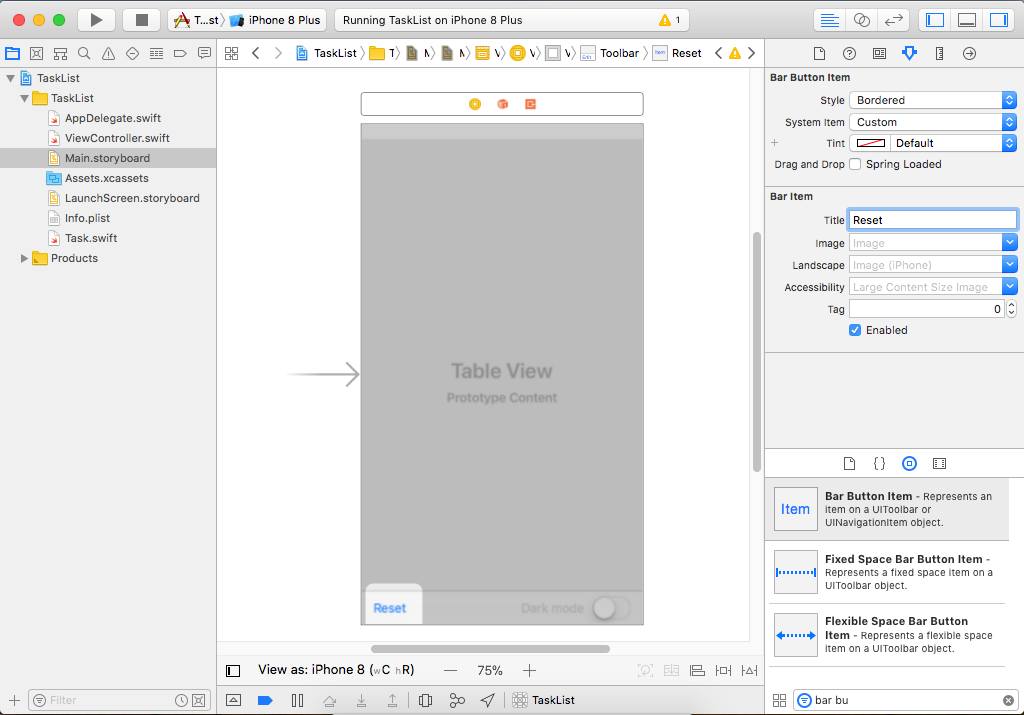 T...st
iPhone 8 Plus
Running TaskList on iPhone 8 Plus
1
TaskList
T
M
M
V
V
V
Edit
Toolbar
Item
Reset
TaskList
TaskList
AppDelegate.swift
ViewController.swift
Main.storyboard
Assets.xcassets
LaunchScreen.storyboard
Info.plist
Task.swift
Products
Filter
Table View
Prototype Content
Reset
Dark mode
View as: iPhone 8 (wC hR)
75%
TaskList
Bar Button Item
Style Bordered
System Item Custom
+ Tint Default
Drag and Drop Spring Loaded
Bar Item
Title Reset
Image Image
Landscape Image (iPhone)
Accessibility Large Content Size Image
Tag 0
Enabled
{}
Item
Bar Button Item - Represents an
item on a UIToolbar or
UINavigationItem object.
Fixed Space Bar Button Item -
Represents a fixed space item on a
UIToolbar object.
Flexible Space Bar Button
Item - Represents a flexible space
item on a UIToolbar object.
bar bu